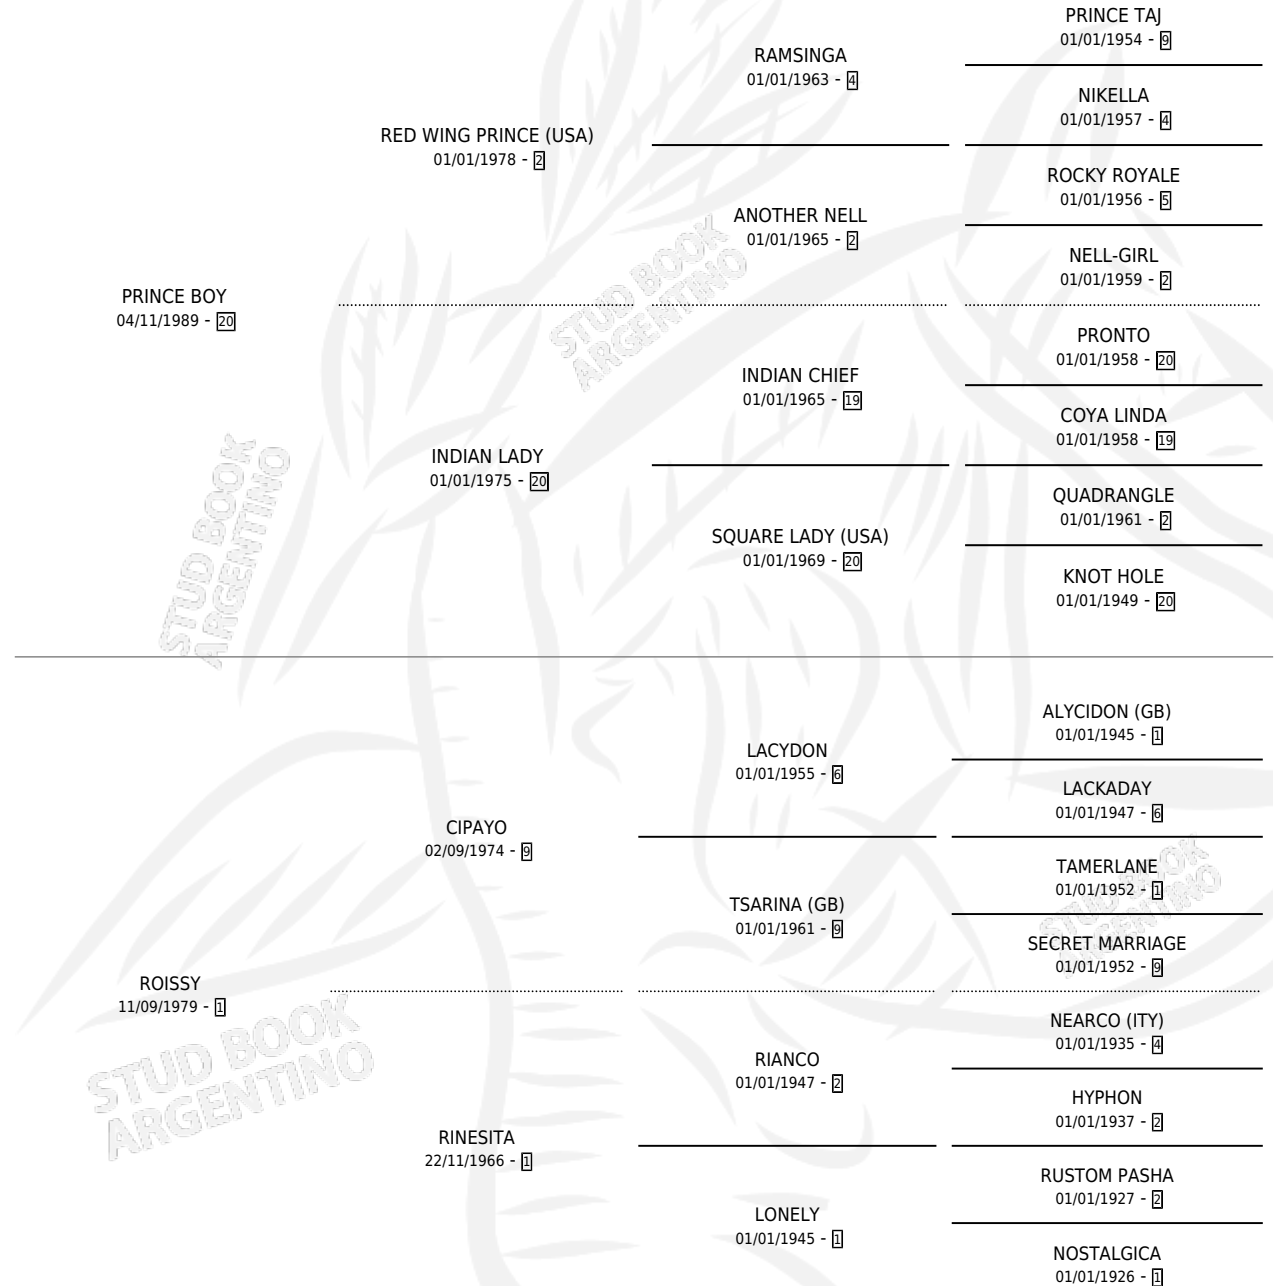 PRINCE TAJ
01/01/1954 - 9
RAMSINGA
01/01/1963 - 4
NIKELLA
01/01/1957 - 4
RED WING PRINCE (USA)
01/01/1978 - 2
ROCKY ROYALE
01/01/1956 - 5
ANOTHER NELL
01/01/1965 - 2
NELL-GIRL
01/01/1959 - 2
PRINCE BOY
04/11/1989 - 20
PRONTO
01/01/1958 - 20
INDIAN CHIEF
01/01/1965 - 19
COYA LINDA
01/01/1958 - 19
INDIAN LADY
01/01/1975 - 20
QUADRANGLE
01/01/1961 - 2
SQUARE LADY (USA)
01/01/1969 - 20
KNOT HOLE
01/01/1949 - 20
STUD BOOK
ARGENTINO
STUD BOOK
ARGENTINO
ALYCIDON (GB)
01/01/1945 - 1
LACYDON
01/01/1955 - 6
LACKADAY
01/01/1947 - 6
CIPAYO
02/09/1974 - 9
TAMERLANE
01/01/1952 - 1
TSARINA (GB)
01/01/1961 - 9
SECRET MARRIAGE
01/01/1952 - 9
ROISSY
11/09/1979 - 1
NEARCO (ITY)
01/01/1935 - 4
RIANCO
01/01/1947 - 2
HYPHON
01/01/1937 - 2
RINESITA
22/11/1966 - 1
RUSTOM PASHA
01/01/1927 - 2
LONELY
01/01/1945 - 1
NOSTALGICA
01/01/1926 - 1
STUD BOOK
ARGENTINO
STUD BOOK
ARGENTINO